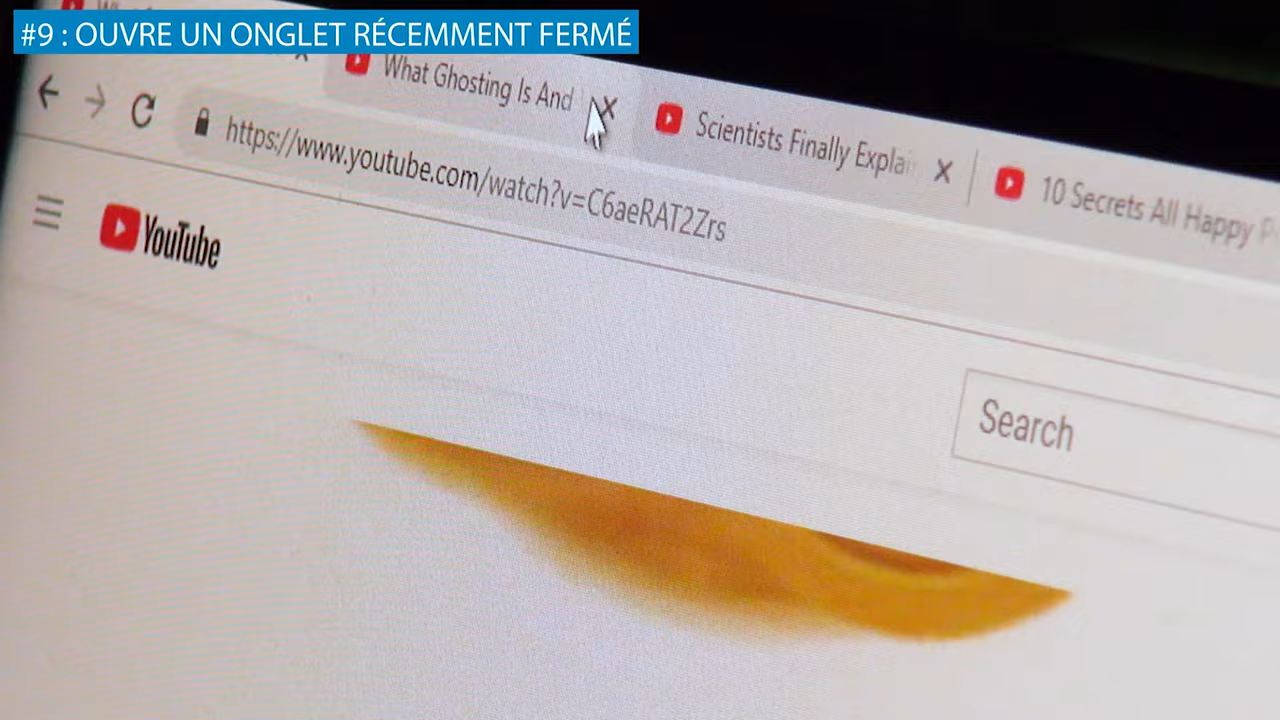 #9 : OUVRE UN ONGLET RÉCEMMENT FERMÉ
What Ghosting Is And
Scientists Finally Explai
10 Secrets All Happy
https://www.youtube.com/watch?v=C6aeRAT2Zrs
YouTube
Search